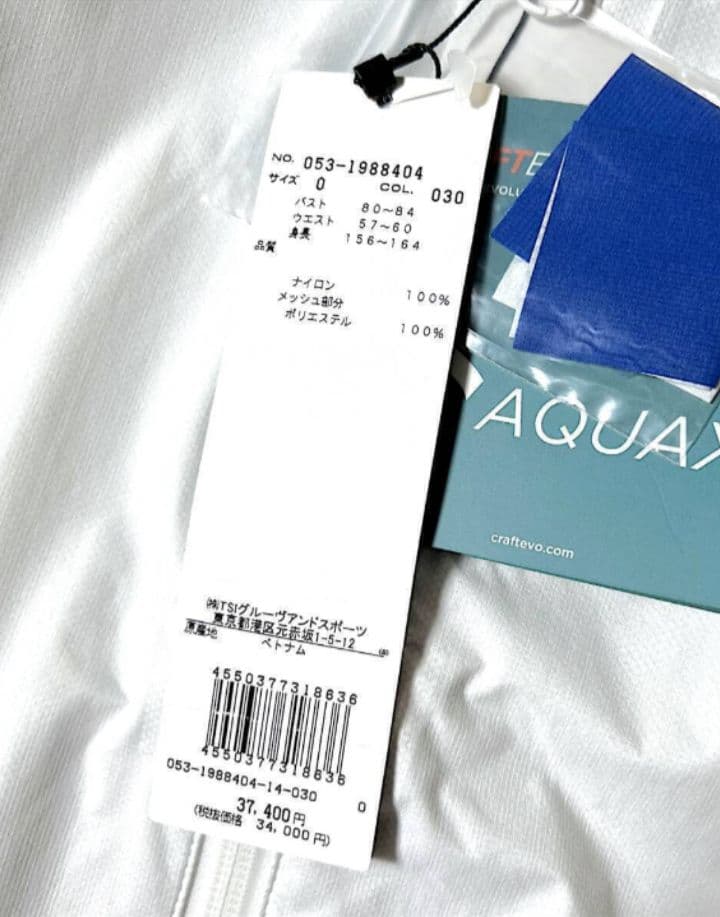 NO. 053-1988404
サイズ 0 COL. 030
バスト 80~84
ウエスト 57~60
身長 156~164
品質
ナイロン 100%
メッシュ部分
ポリエステル 100%
㈱TSIグルーヴアンドスポーツ
東京都港区元赤坂1-5-12
原産地
ベトナム
4550377318636
4550377318636
053-1988404-14-030 0
37,400円
(税抜価格 34,000円)
AQUAX
craftevo.com